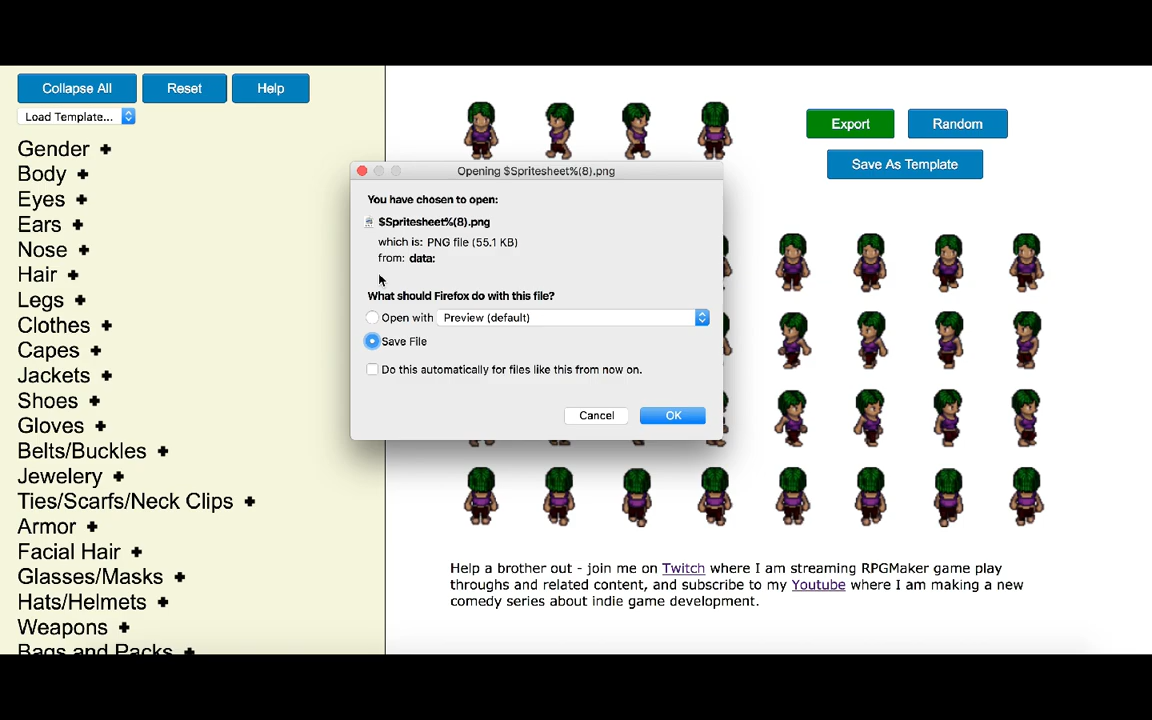 Collapse All
Reset
Help
Load Template...
Gender
Body
Eyes
Ears
Nose
Hair
Legs
Clothes
Capes
Jackets
Shoes
Gloves
Belts/Buckles
Jewelery
Ties/Scarfs/Neck Clips
Armor
Facial Hair
Glasses/Masks
Hats/Helmets
Weapons
Bags and Packs
Export
Random
Save As Template
Opening $Spritesheet%(8).png
You have chosen to open:
$Spritesheet%(8).png
which is: PNG file (55.1 KB)
from: data:
What should Firefox do with this file?
Open with Preview (default)
Save File
Do this automatically for files like this from now on.
Cancel
OK
Help a brother out - join me on Twitch where I am streaming RPGMaker game play
throughs and related content, and subscribe to my Youtube where I am making a new
comedy series about indie game development.